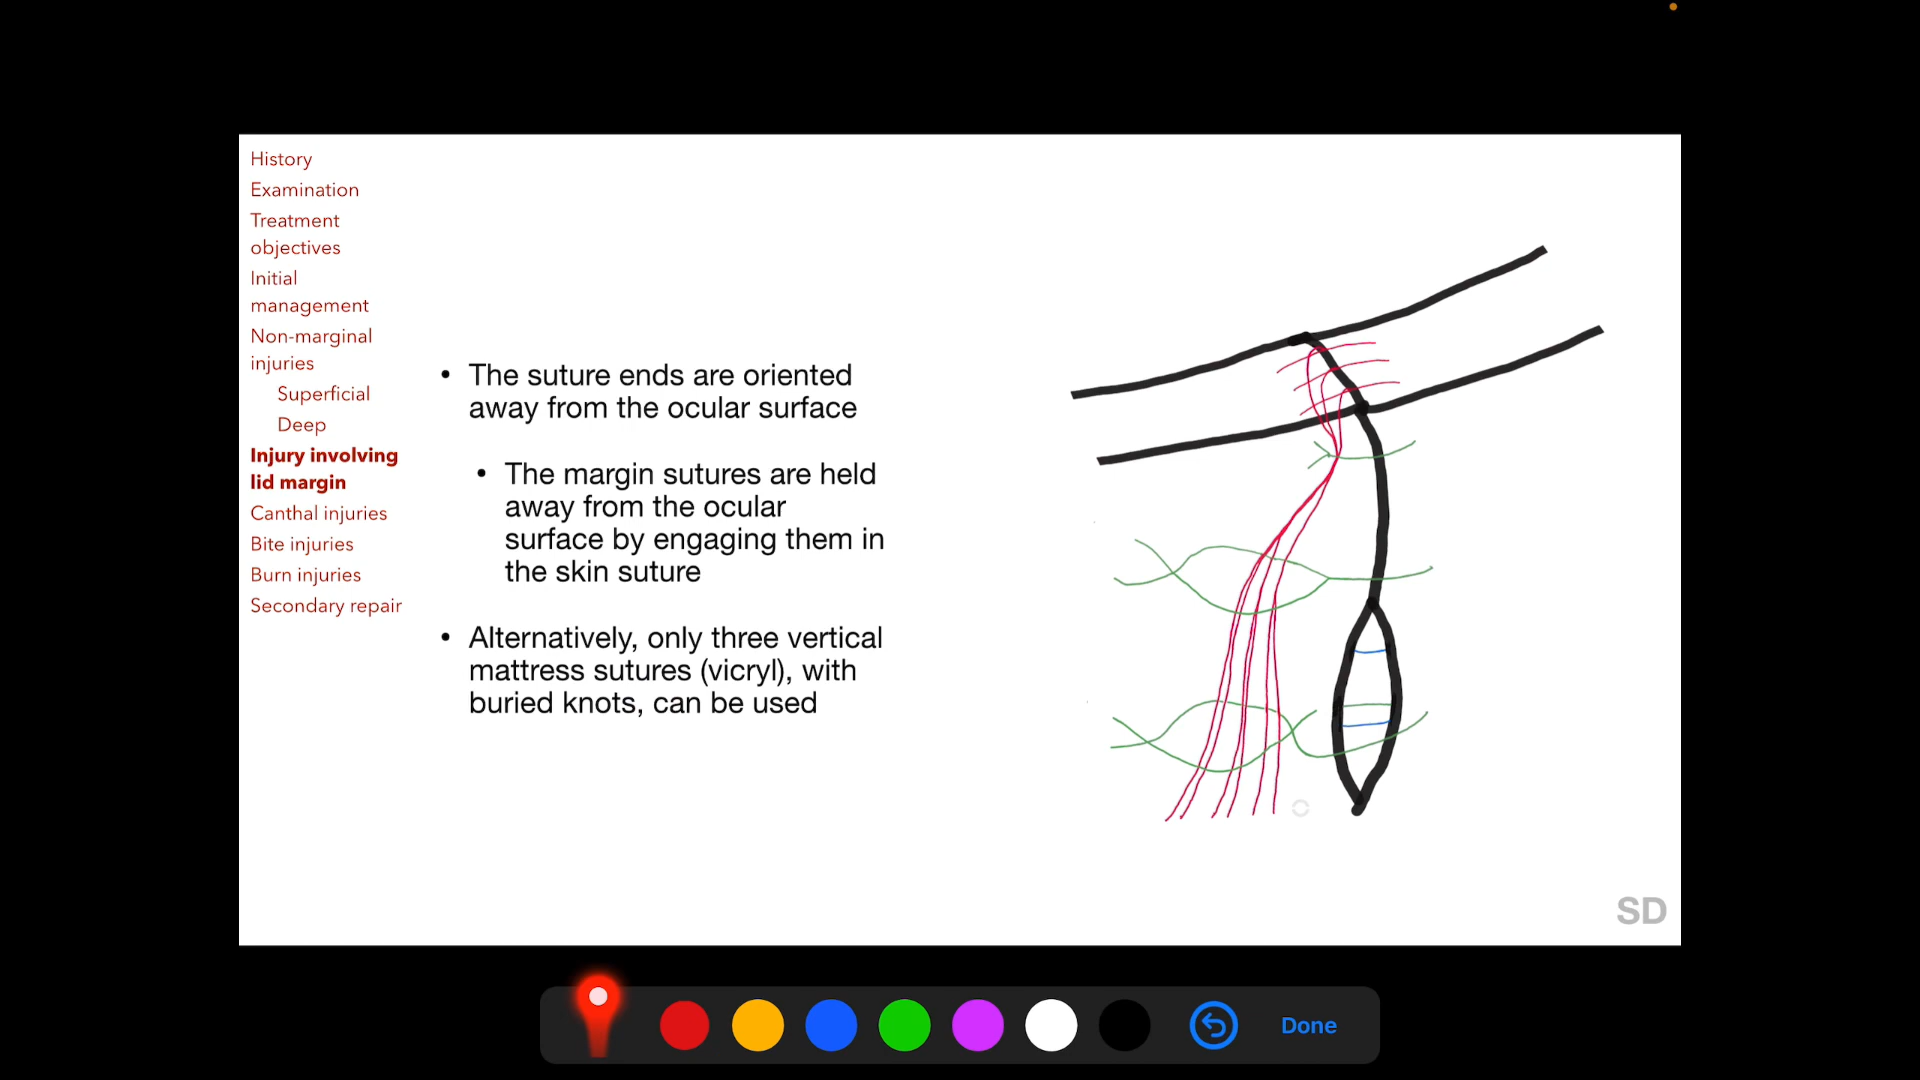 History
Examination
Treatment
objectives
Initial
management
Non-marginal
injuries
Superficial
Deep
Injury involving
lid margin
Canthal injuries
Bite injuries
Burn injuries
Secondary repair
• The suture ends are oriented
away from the ocular surface
• The margin sutures are held
away from the ocular
surface by engaging them in
the skin suture
• Alternatively, only three vertical
mattress sutures (vicryl), with
buried knots, can be used
SD
Done